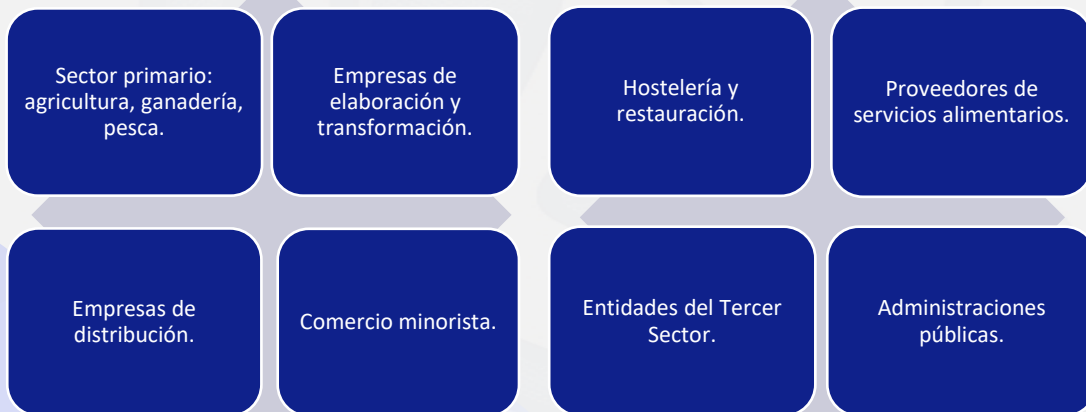 Sector primario:
agricultura, ganadería,
pesca.
Empresas de
elaboración y
transformación.
Hostelería y
restauración.
Proveedores de
servicios alimentarios.
Empresas de
distribución.
Comercio minorista.
Entidades del Tercer
Sector.
Administraciones
públicas.